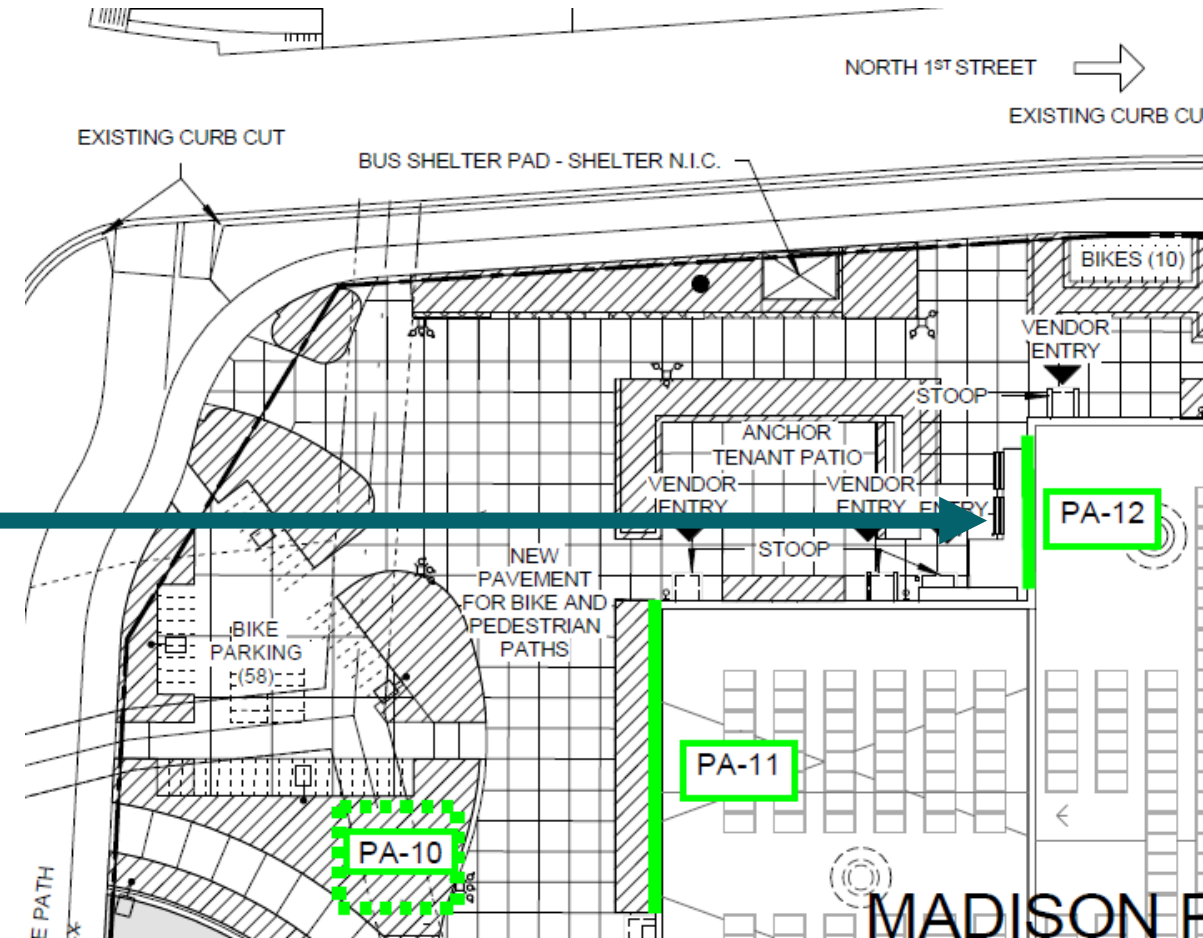 NORTH 1ST STREET
EXISTING CURB CU
EXISTING CURB CUT
BUS SHELTER PAD - SHELTER N.I.C.
BIKES (10)
VENDOR
ENTRY
STOOP
ANCHOR
TENANT PATIO
VENDOR
ENTRY
VENDOR
ENTRY
ENTRY
PA-12
STOOP
NEW
PAVEMENT
FOR BIKE AND
PEDESTRIAN
PATHS
BIKE
PARKING
(58)
PA-11
PA-10
E PATH
MADISON P